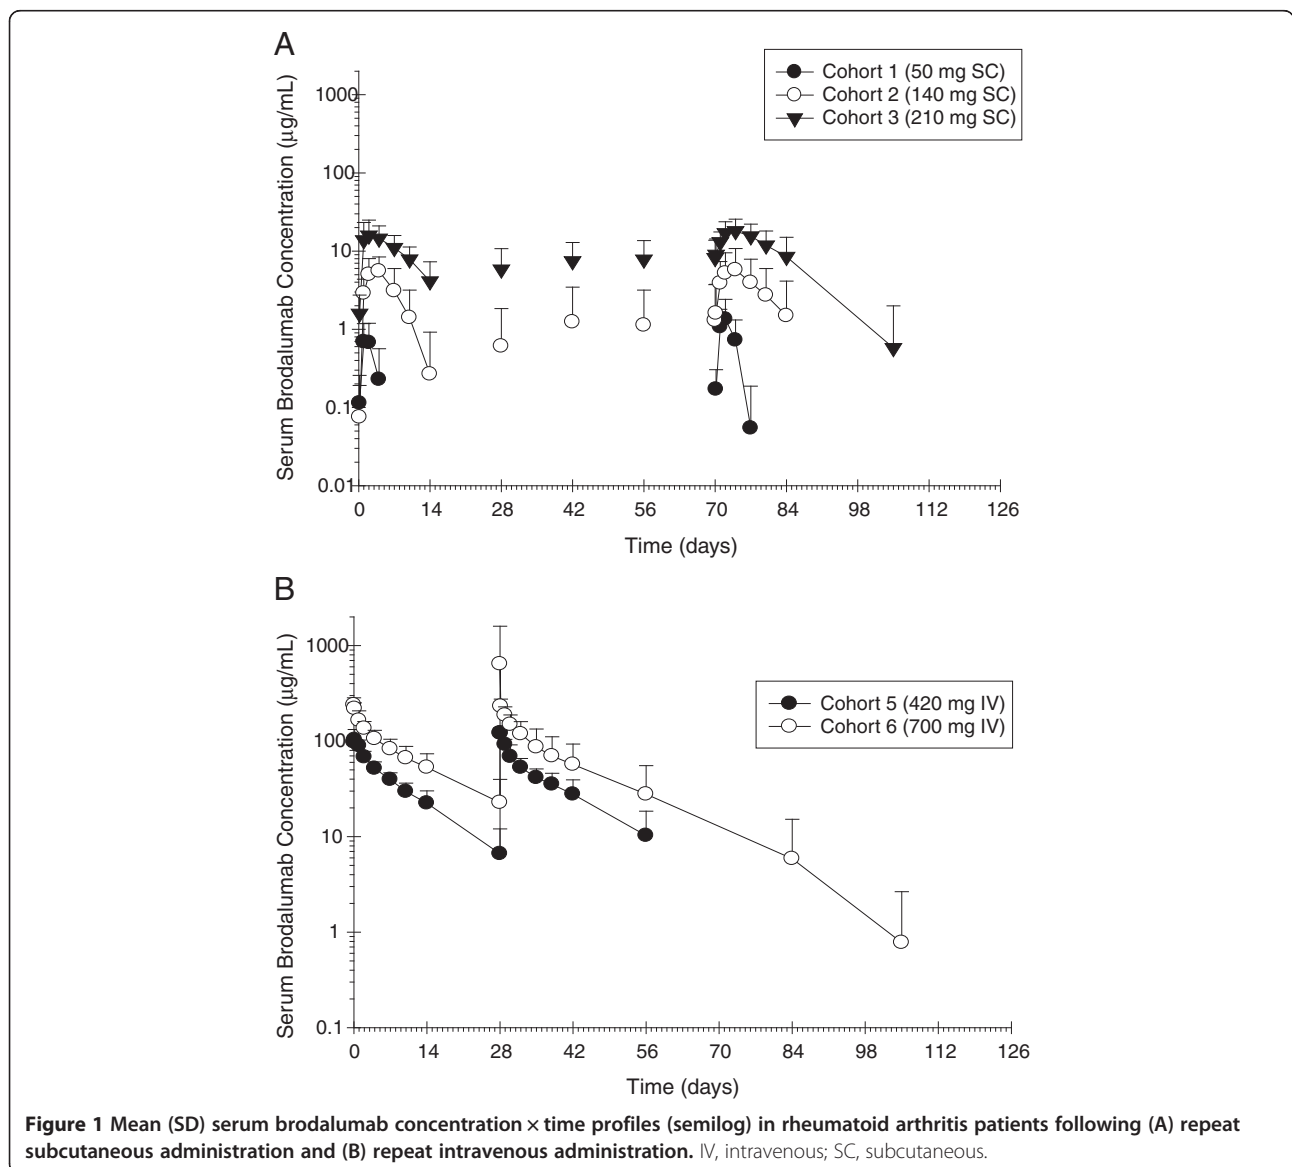 A
Cohort 1 (50 mg SC)
Cohort 2 (140 mg SC)
Cohort 3 (210 mg SC)
Serum Brodalumab Concentration (µg/mL)
1000
100
10
1
0.1
0.01
0 14 28 42 56 70 84 98 112 126
Time (days)
B
Cohort 5 (420 mg IV)
Cohort 6 (700 mg IV)
Serum Brodalumab Concentration (µg/mL)
1000
100
10
1
0.1
0 14 28 42 56 70 84 98 112 126
Time (days)
Figure 1 Mean (SD) serum brodalumab concentration × time profiles (semilog) in rheumatoid arthritis patients following (A) repeat
subcutaneous administration and (B) repeat intravenous administration. IV, intravenous; SC, subcutaneous.